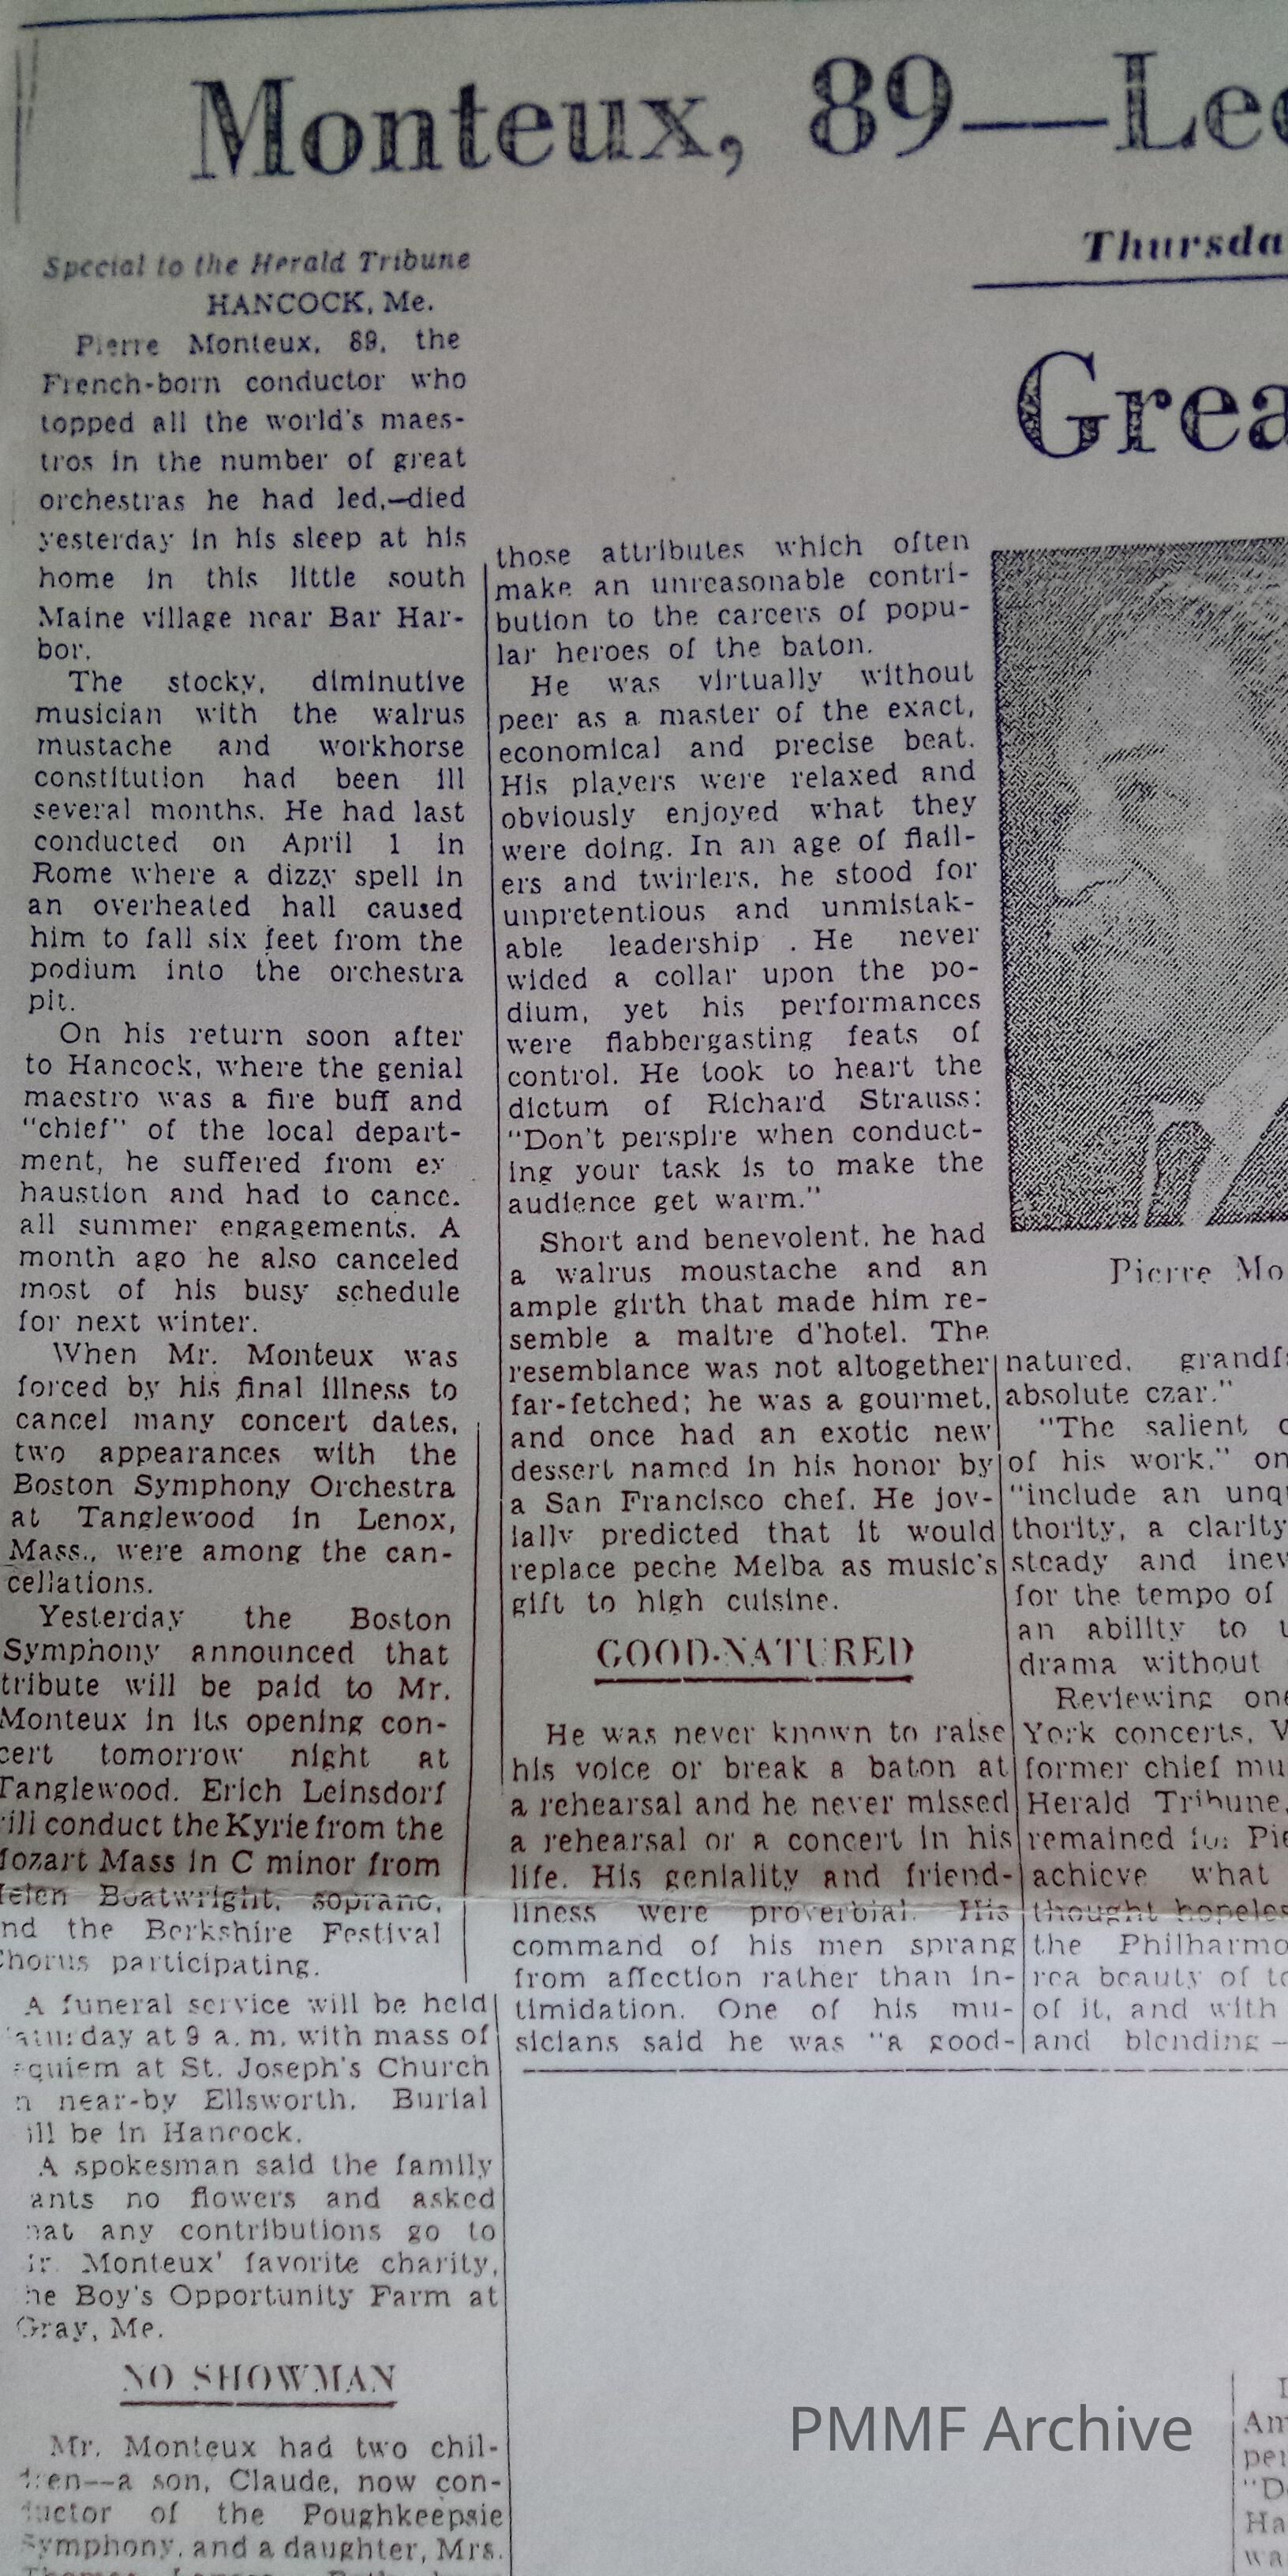 Monteux, 89—Led
Thursda
Grea
Special to the Herald Tribune
HANCOCK, Me.
Pierre Monteux, 89, the
French-born conductor who
topped all the world's maes-
tros in the number of great
orchestras he had led,—died
yesterday in his sleep at his
home in this little south
Maine village near Bar Har-
bor.
The stocky, diminutive
musician with the walrus
mustache and workhorse
constitution had been ill
several months. He had last
conducted on April 1 in
Rome where a dizzy spell in
an overheated hall caused
him to fall six feet from the
podium into the orchestra
pit.
On his return soon after
to Hancock, where the genial
maestro was a fire buff and
"chief" of the local depart-
ment, he suffered from ex
haustion and had to cance.
all summer engagements. A
month ago he also canceled
most of his busy schedule
for next winter.
When Mr. Monteux was
forced by his final illness to
cancel many concert dates,
two appearances with the
Boston Symphony Orchestra
at Tanglewood in Lenox,
Mass., were among the can-
cellations.
Yesterday the Boston
Symphony announced that
tribute will be paid to Mr.
Monteux in its opening con-
cert tomorrow night at
Tanglewood. Erich Leinsdorf
ill conduct the Kyrie from the
Mozart Mass in C minor from
Helen Boatwright, soprano,
nd the Berkshire Festival
Chorus participating.
A funeral service will be held
aturday at 9 a. m. with mass of
equiem at St. Joseph's Church
n near-by Ellsworth. Burial
ill be in Hancock.
A spokesman said the family
ants no flowers and asked
hat any contributions go to
r. Monteux' favorite charity,
he Boy's Opportunity Farm at
Gray, Me.
NO SHOWMAN
Mr. Monteux had two chil-
dren--a son, Claude, now con-
ductor of the Poughkeepsie
Symphony, and a daughter, Mrs.
those attributes which often
make an unreasonable contri-
bution to the careers of popu-
lar heroes of the baton.
He was virtually without
peer as a master of the exact,
economical and precise beat.
His players were relaxed and
obviously enjoyed what they
were doing. In an age of flail-
ers and twirlers, he stood for
unpretentious and unmistak-
able leadership . He never
wided a collar upon the po-
dium, yet his performances
were flabbergasting feats of
control. He took to heart the
dictum of Richard Strauss:
"Don't perspire when conduct-
ing your task is to make the
audience get warm."
Short and benevolent, he had
a walrus moustache and an
ample girth that made him re-
semble a maitre d'hotel. The
resemblance was not altogether
far-fetched; he was a gourmet,
and once had an exotic new
dessert named in his honor by
a San Francisco chef. He jov-
ially predicted that it would
replace peche Melba as music's
gift to high cuisine.
GOOD-NATURED
He was never known to raise
his voice or break a baton at
a rehearsal and he never missed
a rehearsal or a concert in his
life. His geniality and friend-
liness were proverbial. His
command of his men sprang
from affection rather than in-
timidation. One of his mu-
sicians said he was "a good-
Pierre Mo
natured, grandfa
absolute czar."
"The salient c
of his work," on
"include an unqu
thority, a clarity
steady and inev
for the tempo of
an ability to u
drama without
Reviewing one
York concerts, V
former chief mu
Herald Tribune,
remained for Pie
achieve what
thought hopeles
the Philharmo
rea beauty of to
of it, and with
and blending —
PMMF Archive
I
Am
per
"D
Ha
wa